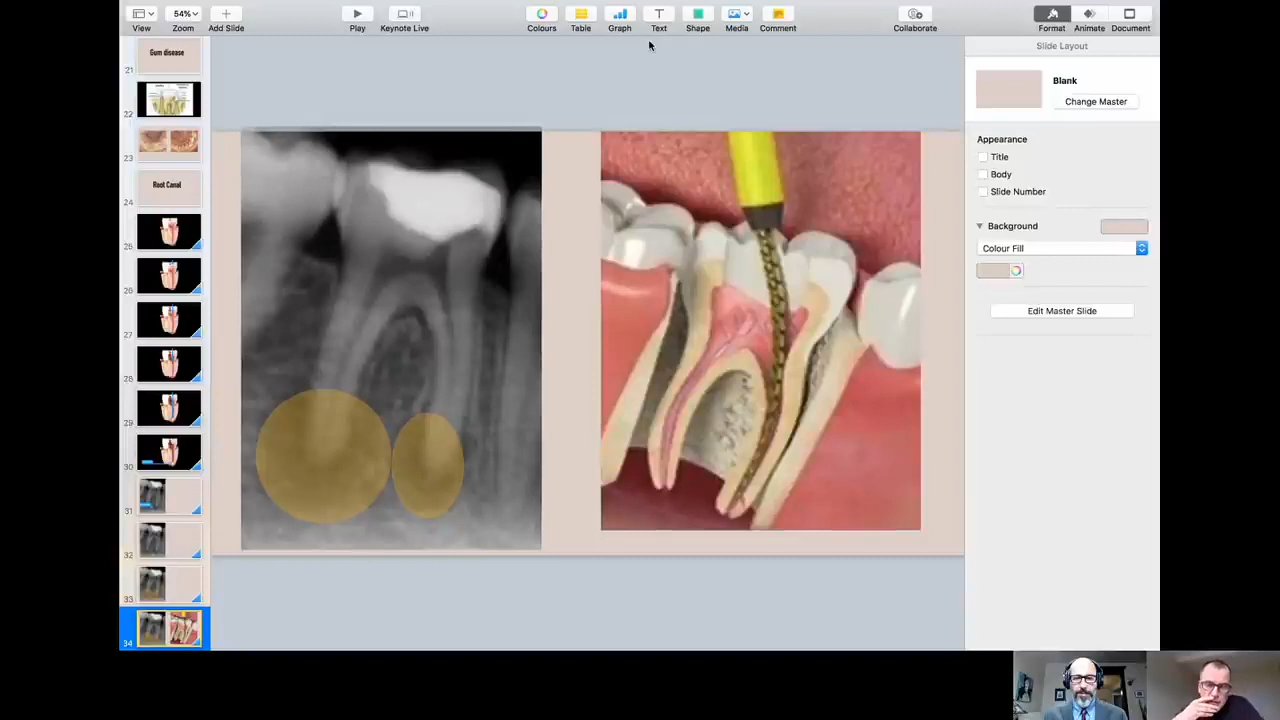 54%
View
Zoom
Add Slide
Play
Keynote Live
Colours
Table
Graph
Text
Shape
Media
Comment
Collaborate
Format
Animate
Document
Slide Layout
Blank
Change Master
Appearance
Title
Body
Slide Number
Background
Colour Fill
Edit Master Slide
Gum disease
21
22
23
Root Canal
24
25
26
27
28
29
30
31
32
33
34